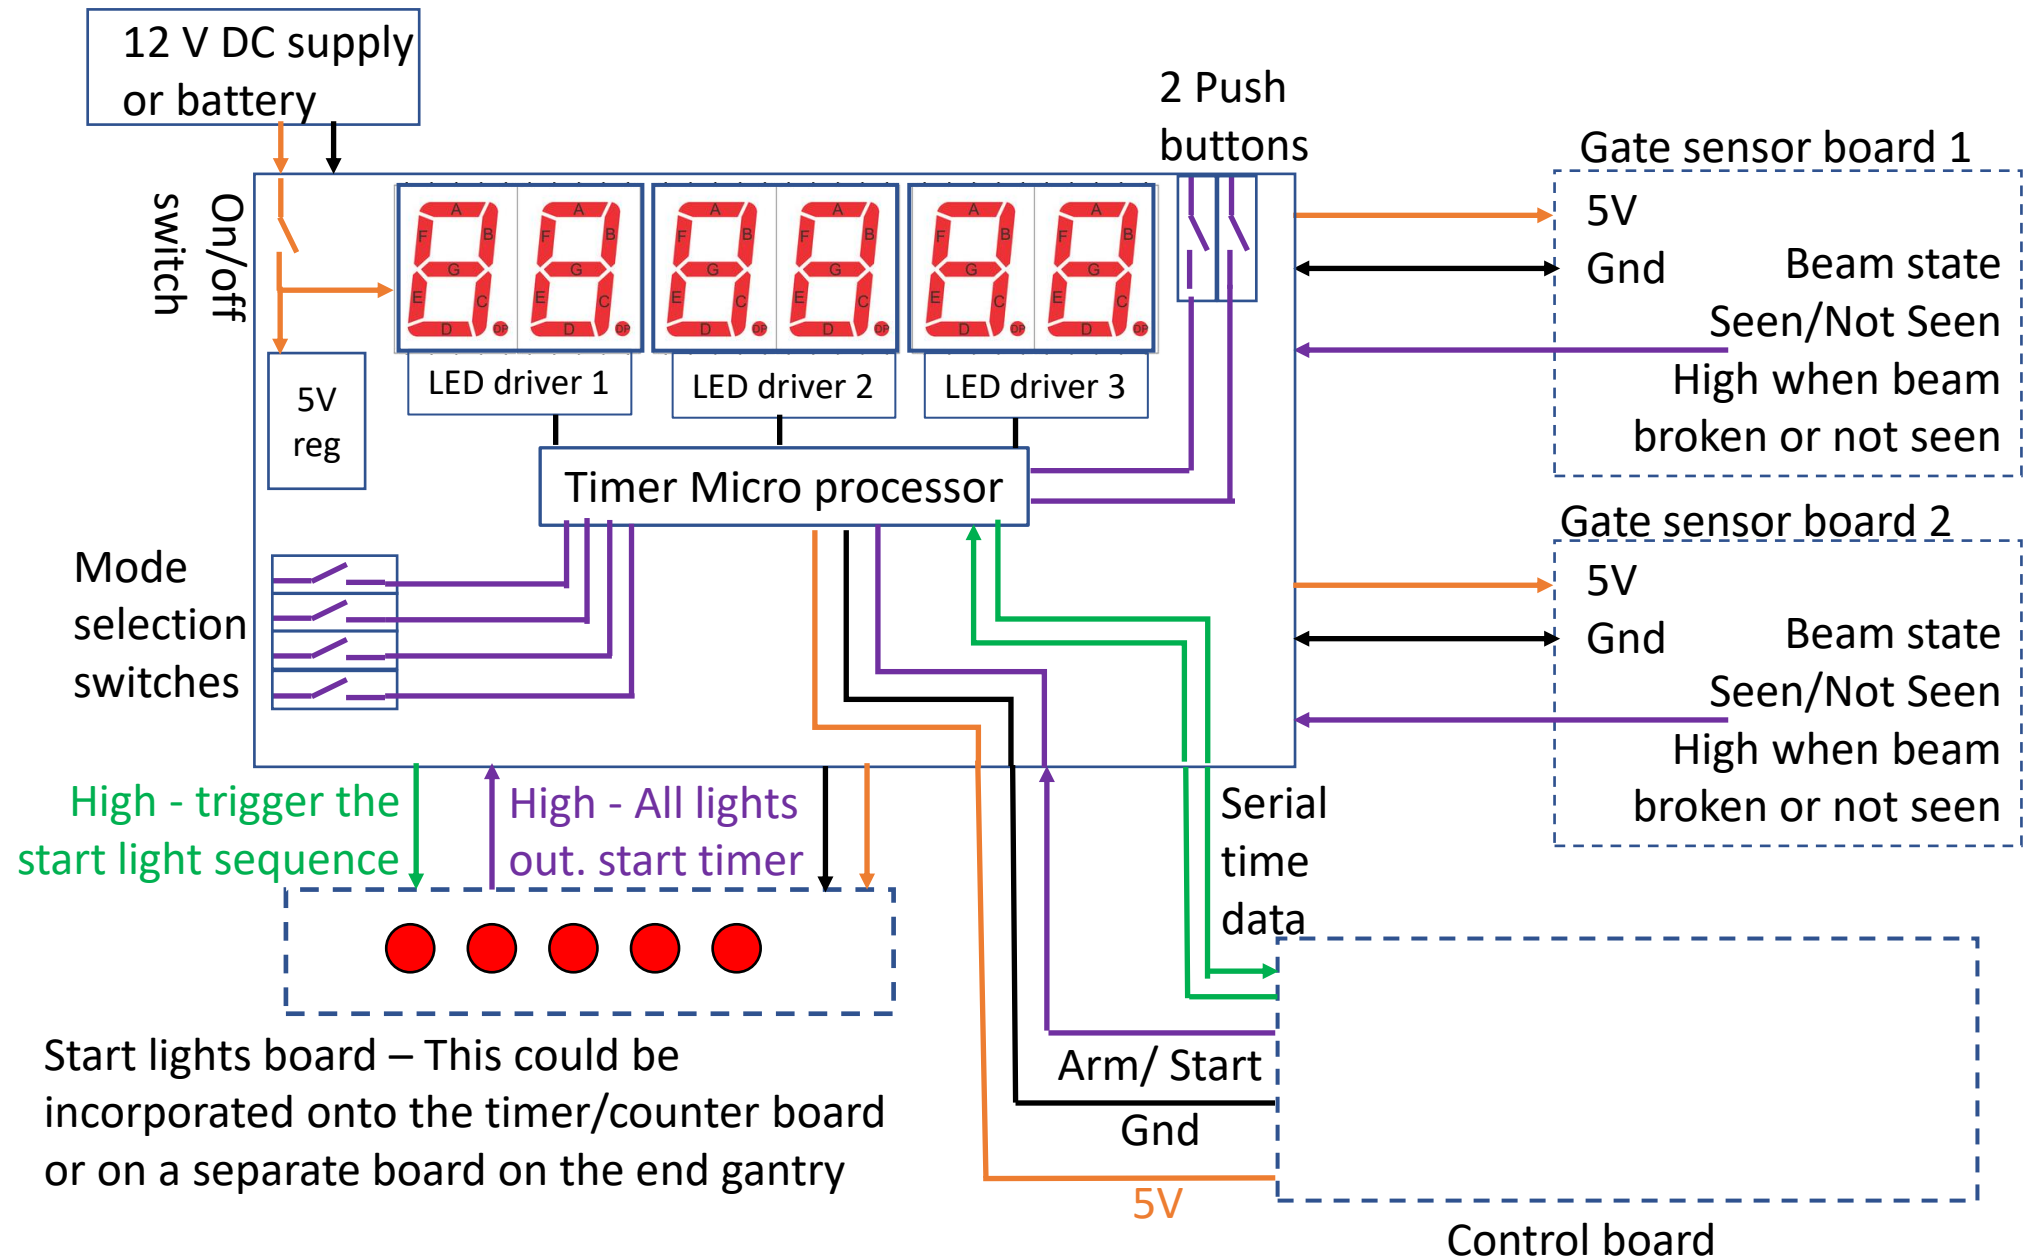 12 V DC supply
or battery
On/off
switch
2 Push
buttons
A
F
B
G
E
C
D
DP
A
F
B
G
E
C
D
DP
A
F
B
G
E
C
D
DP
A
F
B
G
E
C
D
DP
A
F
B
G
E
C
D
DP
A
F
B
G
E
C
D
DP
LED driver 1
LED driver 2
LED driver 3
5V
reg
Timer Micro processor
Mode
selection
switches
Gate sensor board 1
5V
Gnd
Beam state
Seen/Not Seen
High when beam
broken or not seen
Gate sensor board 2
5V
Gnd
Beam state
Seen/Not Seen
High when beam
broken or not seen
High - trigger the
start light sequence
High - All lights
out. start timer
Serial
time
data
Arm/ Start
Gnd
5V
Start lights board – This could be
incorporated onto the timer/counter board
or on a separate board on the end gantry
Control board